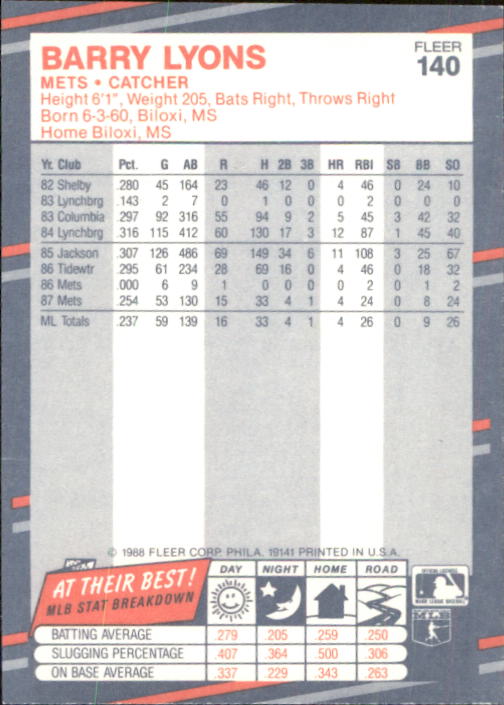 BARRY LYONS
METS • CATCHER
Height 6'1", Weight 205, Bats Right, Throws Right
Born 6-3-60, Biloxi, MS
Home Biloxi, MS
FLEER
140
Yr. Club Pct. G AB R H 2B 3B HR RBI SB BB SO
82 Shelby .280 45 164 23 46 12 0 4 46 0 24 10
83 Lynchbrg .143 2 7 0 1 0 0 0 2 0 0 0
83 Columbia .297 92 316 55 94 9 2 5 45 3 42 32
84 Lynchbrg .316 115 412 60 130 17 3 12 87 1 45 40
85 Jackson .307 126 486 69 149 34 6 11 108 3 25 67
86 Tidewtr .295 61 234 28 69 16 0 4 46 0 18 32
86 Mets .000 6 9 1 0 0 0 0 2 0 1 2
87 Mets .254 53 130 15 33 4 1 4 24 0 8 24
ML Totals .237 59 139 16 33 4 1 4 26 0 9 26
© 1988 FLEER CORP. PHILA. 19141 PRINTED IN U.S.A.
AT THEIR BEST!
MLB STAT BREAKDOWN
DAY NIGHT HOME ROAD
BATTING AVERAGE .279 .205 .259 .250
SLUGGING PERCENTAGE .407 .364 .500 .306
ON BASE AVERAGE .337 .229 .343 .263
OFFICIAL LICENSEE
MAJOR LEAGUE BASEBALL